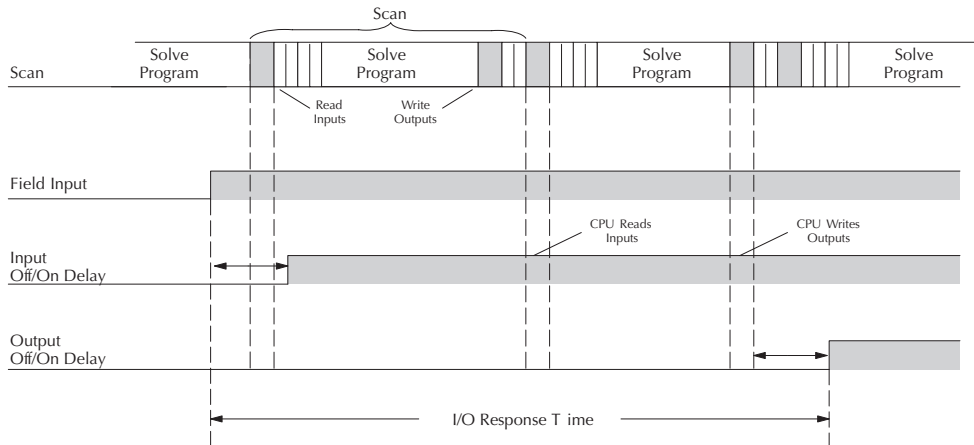 Scan
Solve
Program
Solve
Program
Solve
Program
Solve
Program
Scan
Read
Inputs
Write
Outputs
Field Input
CPU Reads
Inputs
CPU Writes
Outputs
Input
Off/On Delay
Output
Off/On Delay
I/O Response T ime